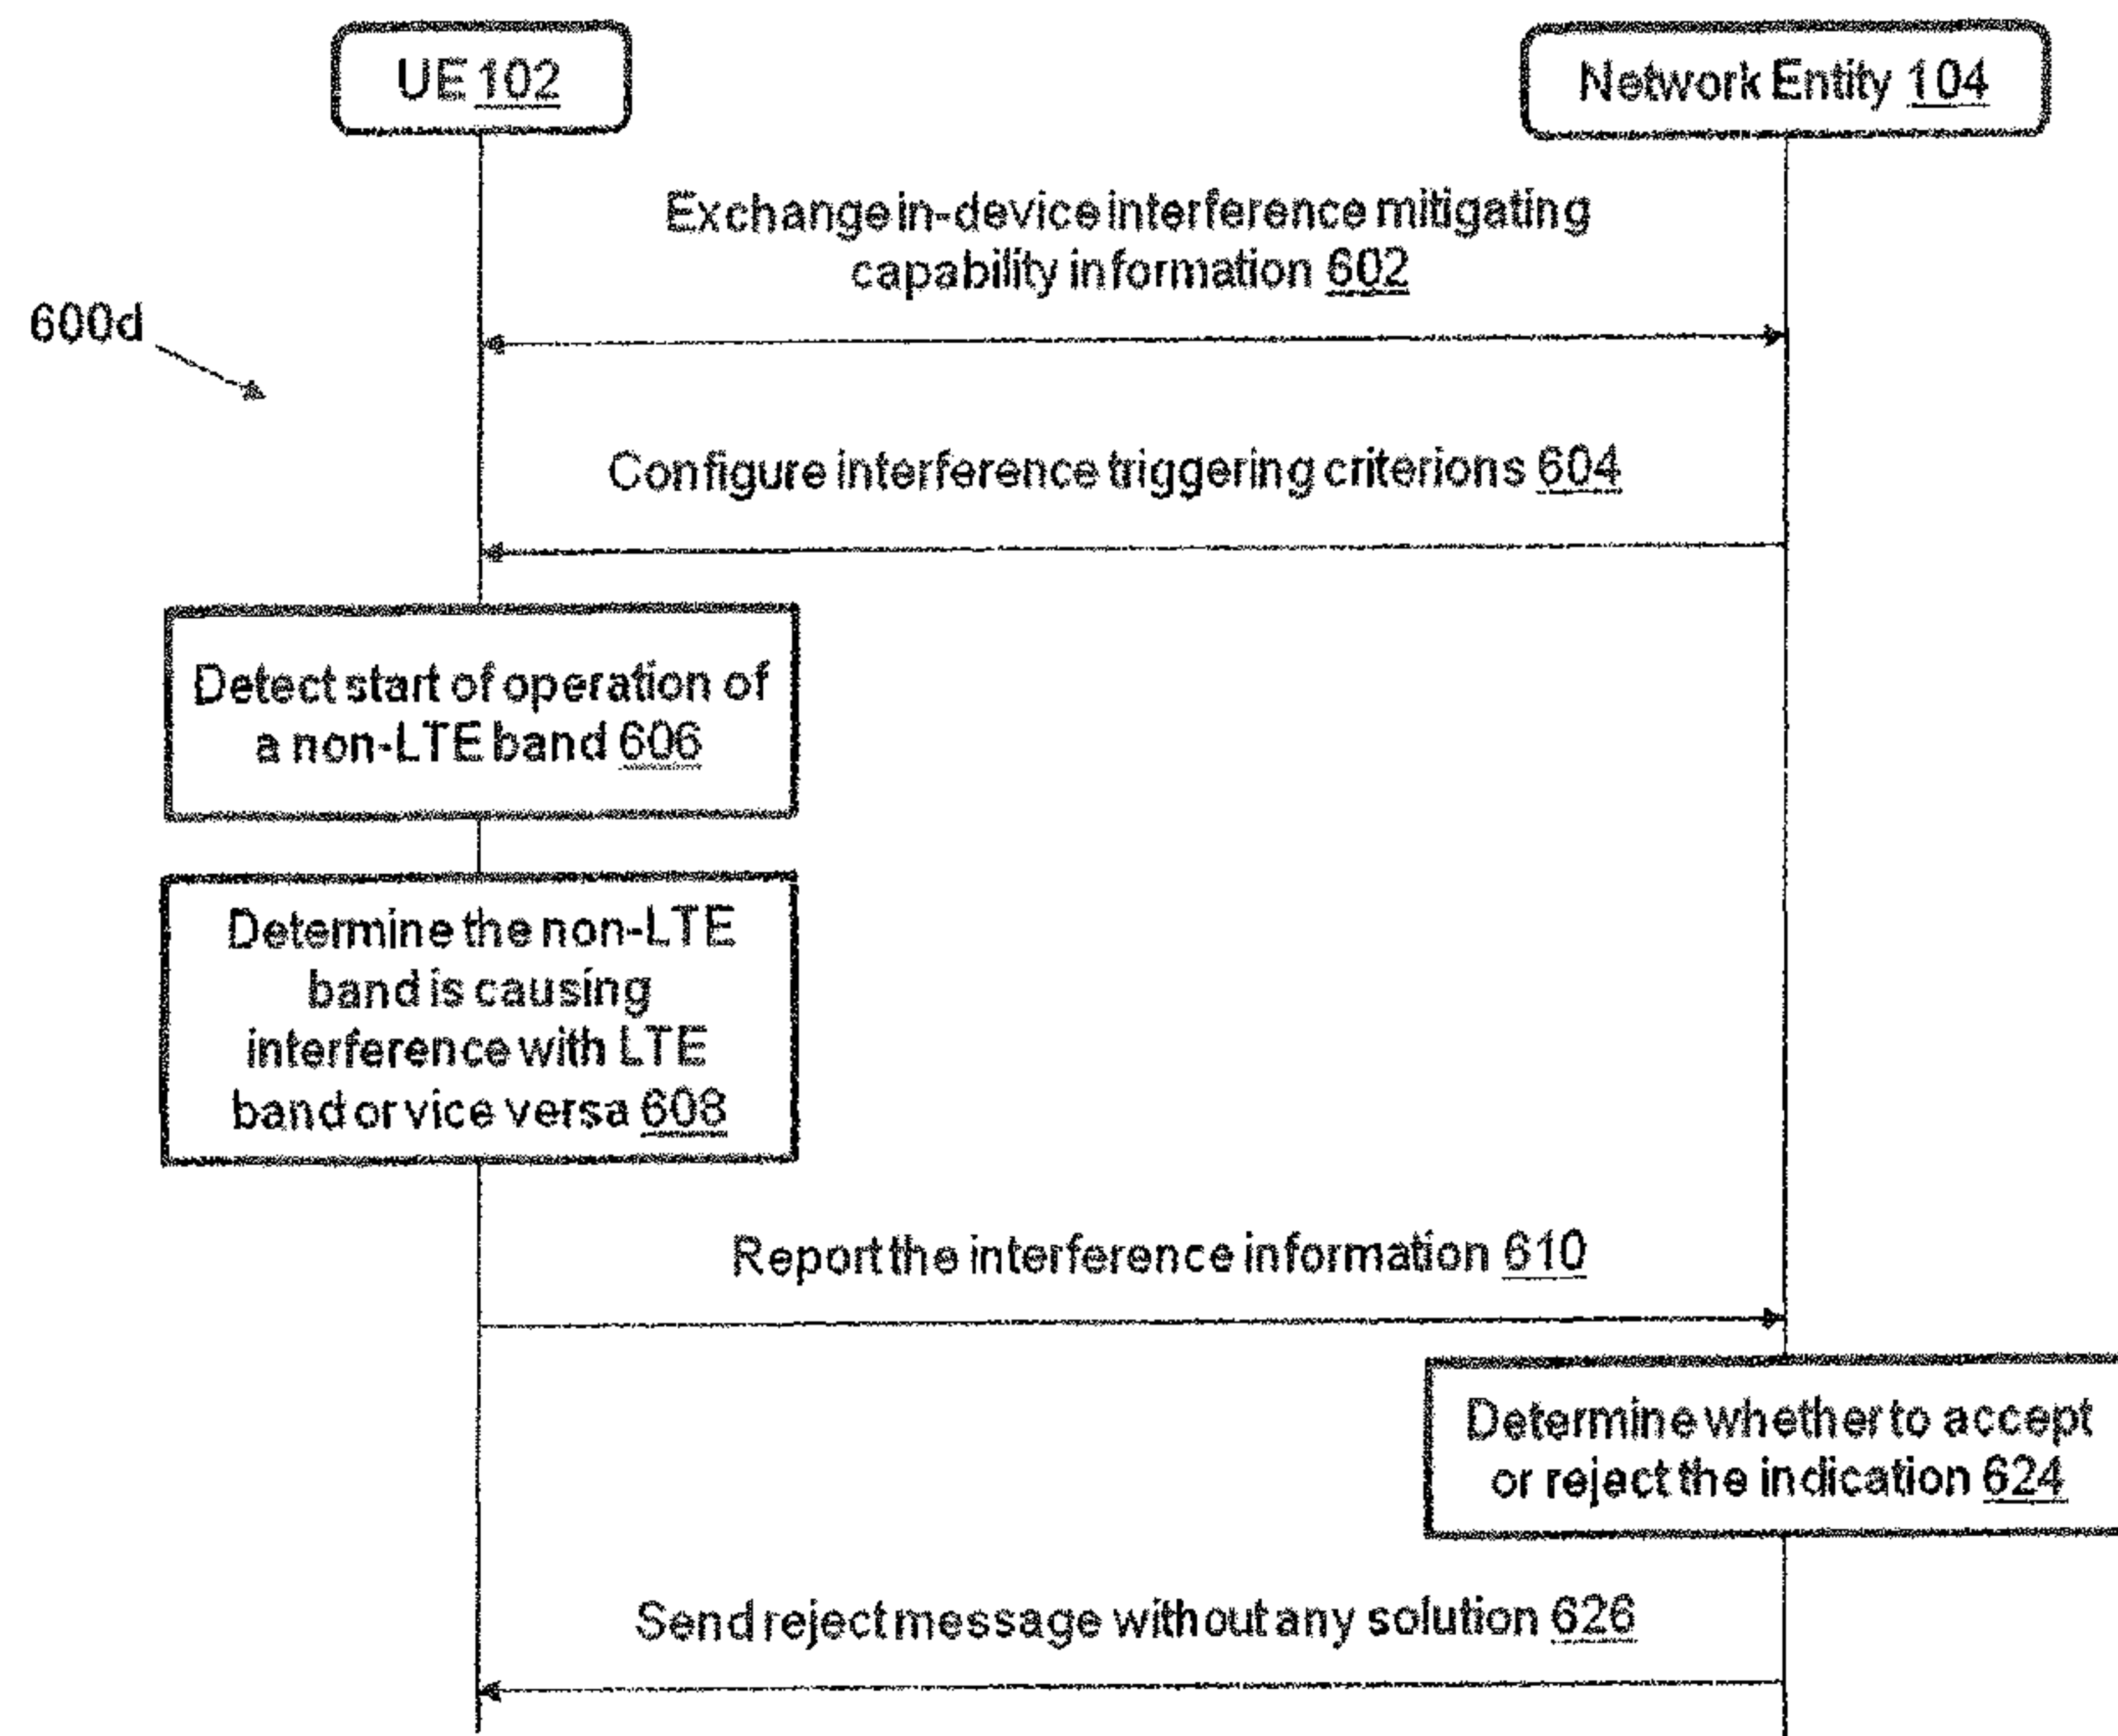 UE 102
Network Entity 104
Exchange in-device interference mitigating
capability information 602
600d
Configure interference triggering criterions 604
Detect start of operation of
a non-LTE band 606
Determine the non-LTE
band is causing
interference with LTE
band or vice versa 608
Report the interference information 610
Determine whether to accept
or reject the indication 624
Send reject message without any solution 626